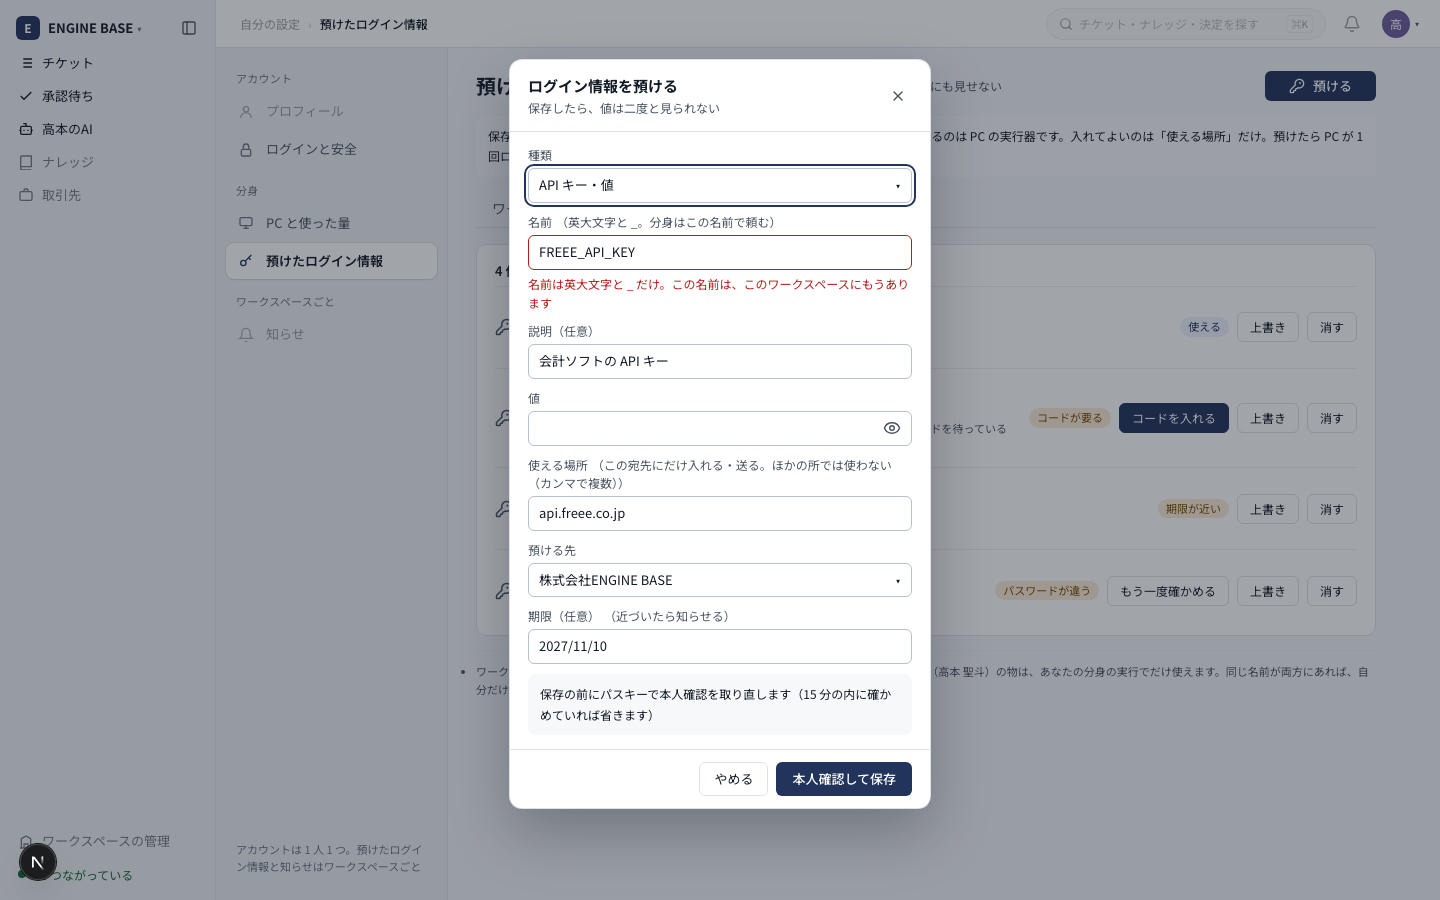 E ENGINE BASE
チケット
承認待ち
高本のAI
ナレッジ
取引先
ワークスペースの管理
つながっている
N
自分の設定 › 預けたログイン情報
チケット・ナレッジ・決定を探す ⌘K
高
アカウント
プロフィール
ログインと安全
分身
PC と使った量
預けたログイン情報
ワークスペースごと
知らせ
アカウントは 1 人 1 つ。預けたログイ
ン情報と知らせはワークスペースごと
預け
にも見せない
預ける
保存
るのは PC の実行器です。入れてよいのは「使える場所」だけ。預けたら PC が 1
回ロ
ワー
4 件
使える 上書き 消す
ドを待っている
コードが要る コードを入れる 上書き 消す
期限が近い 上書き 消す
パスワードが違う もう一度確かめる 上書き 消す
ワーク
（高本 聖斗）の物は、あなたの分身の実行でだけ使えます。同じ名前が両方にあれば、自
分だけ
ログイン情報を預ける
保存したら、値は二度と見られない
種類
API キー・値
名前 （英大文字と _。分身はこの名前で頼む）
FREEE_API_KEY
名前は英大文字と _ だけ。この名前は、このワークスペースにもうあり
ます
説明（任意）
会計ソフトの API キー
値
使える場所 （この宛先にだけ入れる・送る。ほかの所では使わない
（カンマで複数））
api.freee.co.jp
預ける先
株式会社ENGINE BASE
期限（任意） （近づいたら知らせる）
2027/11/10
保存の前にパスキーで本人確認を取り直します（15 分の内に確か
めていれば省きます）
やめる 本人確認して保存